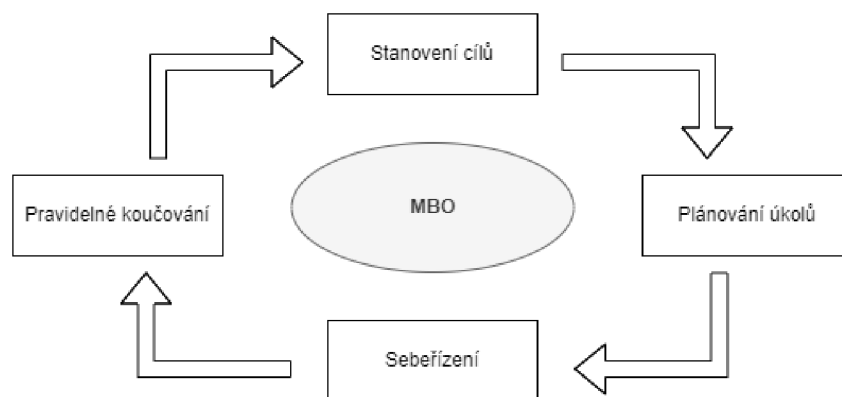 Stanovení cílů
Pravidelné koučování
MBO
Plánování úkolů
Sebeřízení